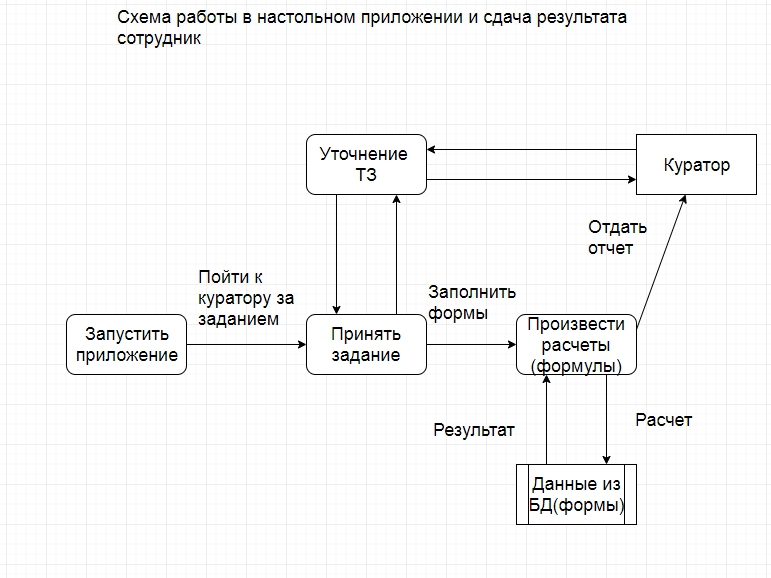 Схема работы в настольном приложении и сдача результата
сотрудник
Уточнение
ТЗ
Куратор
Отдать
отчет
Пойти к
куратору за
заданием
Заполнить
формы
Запустить
приложение
Принять
задание
Произвести
расчеты
(формулы)
Результат
Расчет
Данные из
БД(формы)